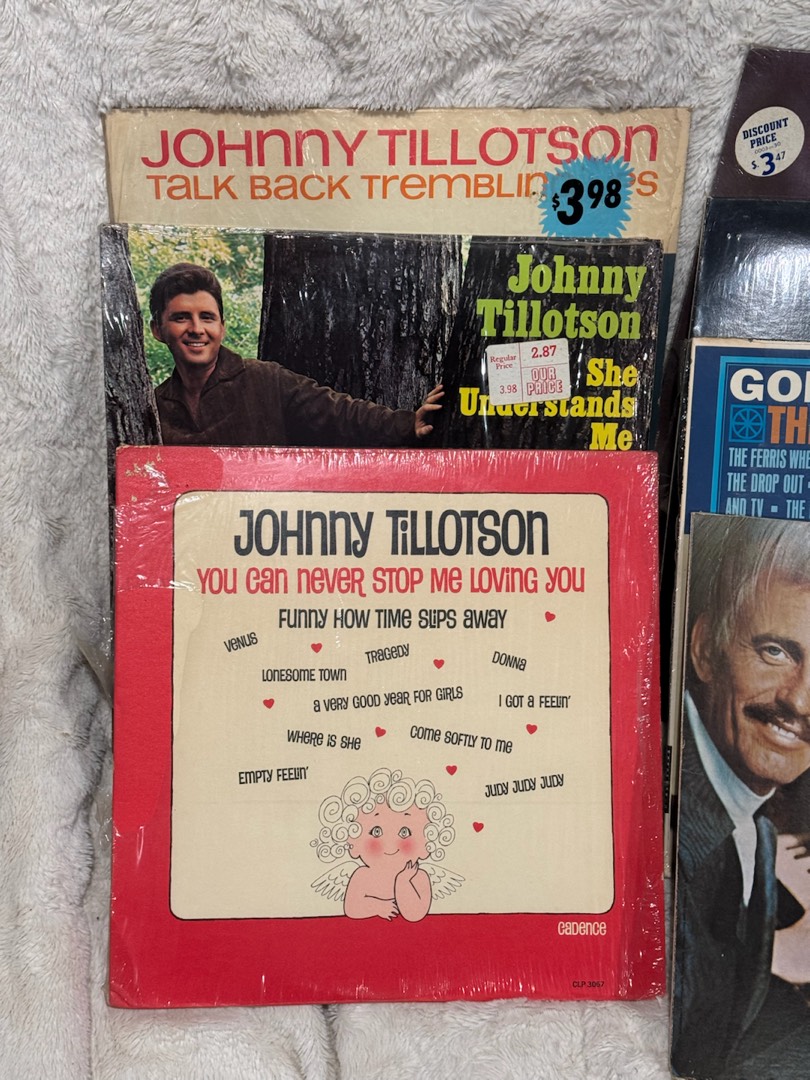 JOHNNY TILLOTSON
TALK BACK TREMBLIN PS
$3.98
Johnny
Tillotson
She
Understands
Me
Regular
Price
3.98
2.87
OUR
PRICE
JOHNNY TILLOTSON
YOU CAN NEVER STOP ME LOVING YOU
FUNNY HOW TIME SLIPS AWAY
VENUS
TRAGEDY
DONNA
LONESOME TOWN
A VERY GOOD YEAR FOR GIRLS
I GOT A FEELIN'
WHERE IS SHE
COME SOFTLY TO ME
EMPTY FEELIN'
JUDY JUDY JUDY
CADENCE
CLP.3067
DISCOUNT
PRICE
$.3 47
GOL
TH
THE FERRIS WHE
THE DROP OUT
AND TV ▪ THE